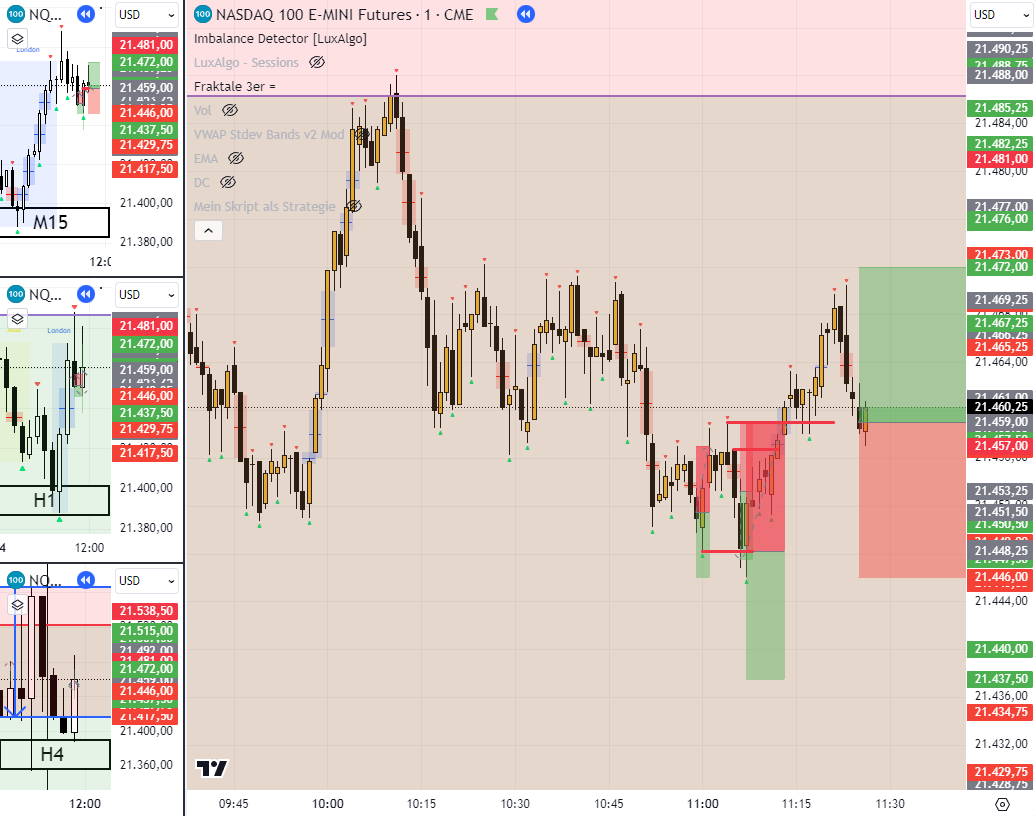 100 NQ...
USD
London
21.481,00
21.472,00
21.459,00
21.446,00
21.437,50
21.429,75
21.417,50
21.400,00
21.380,00
M15
100 NQ...
USD
London
21.481,00
21.472,00
21.459,00
21.446,00
21.437,50
21.429,75
21.417,50
21.400,00
21.380,00
H1
4
12:00
100 NQ...
USD
21.538,50
21.515,00
21.492,00
21.481,00
21.472,00
21.459,00
21.446,00
21.417,50
21.400,00
21.360,00
H4
12:00
100 NASDAQ 100 E-MINI Futures · 1 · CME
Imbalance Detector [LuxAlgo]
LuxAlgo - Sessions
Fraktale 3er =
Vol
VWAP Stdev Bands v2 Mod
EMA
DC
Mein Skript als Strategie
USD
21.490,25
21.488,75
21.488,00
21.485,25
21.484,00
21.482,25
21.481,00
21.480,00
21.477,00
21.476,00
21.473,00
21.472,00
21.469,25
21.467,25
21.466,25
21.465,25
21.464,00
21.461,00
21.460,25
21.459,00
21.457,00
21.453,25
21.451,50
21.450,50
21.448,25
21.446,00
21.444,00
21.440,00
21.437,50
21.436,00
21.434,75
21.432,00
21.429,75
21.428,75
09:45 10:00 10:15 10:30 10:45 11:00 11:15 11:30